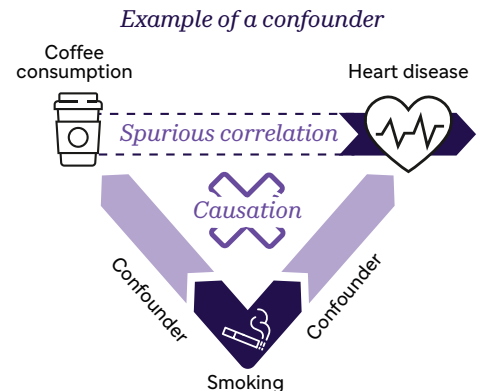 Example of a confounder
Coffee
consumption
Heart disease
Spurious correlation
Causation
Confounder
Confounder
Smoking